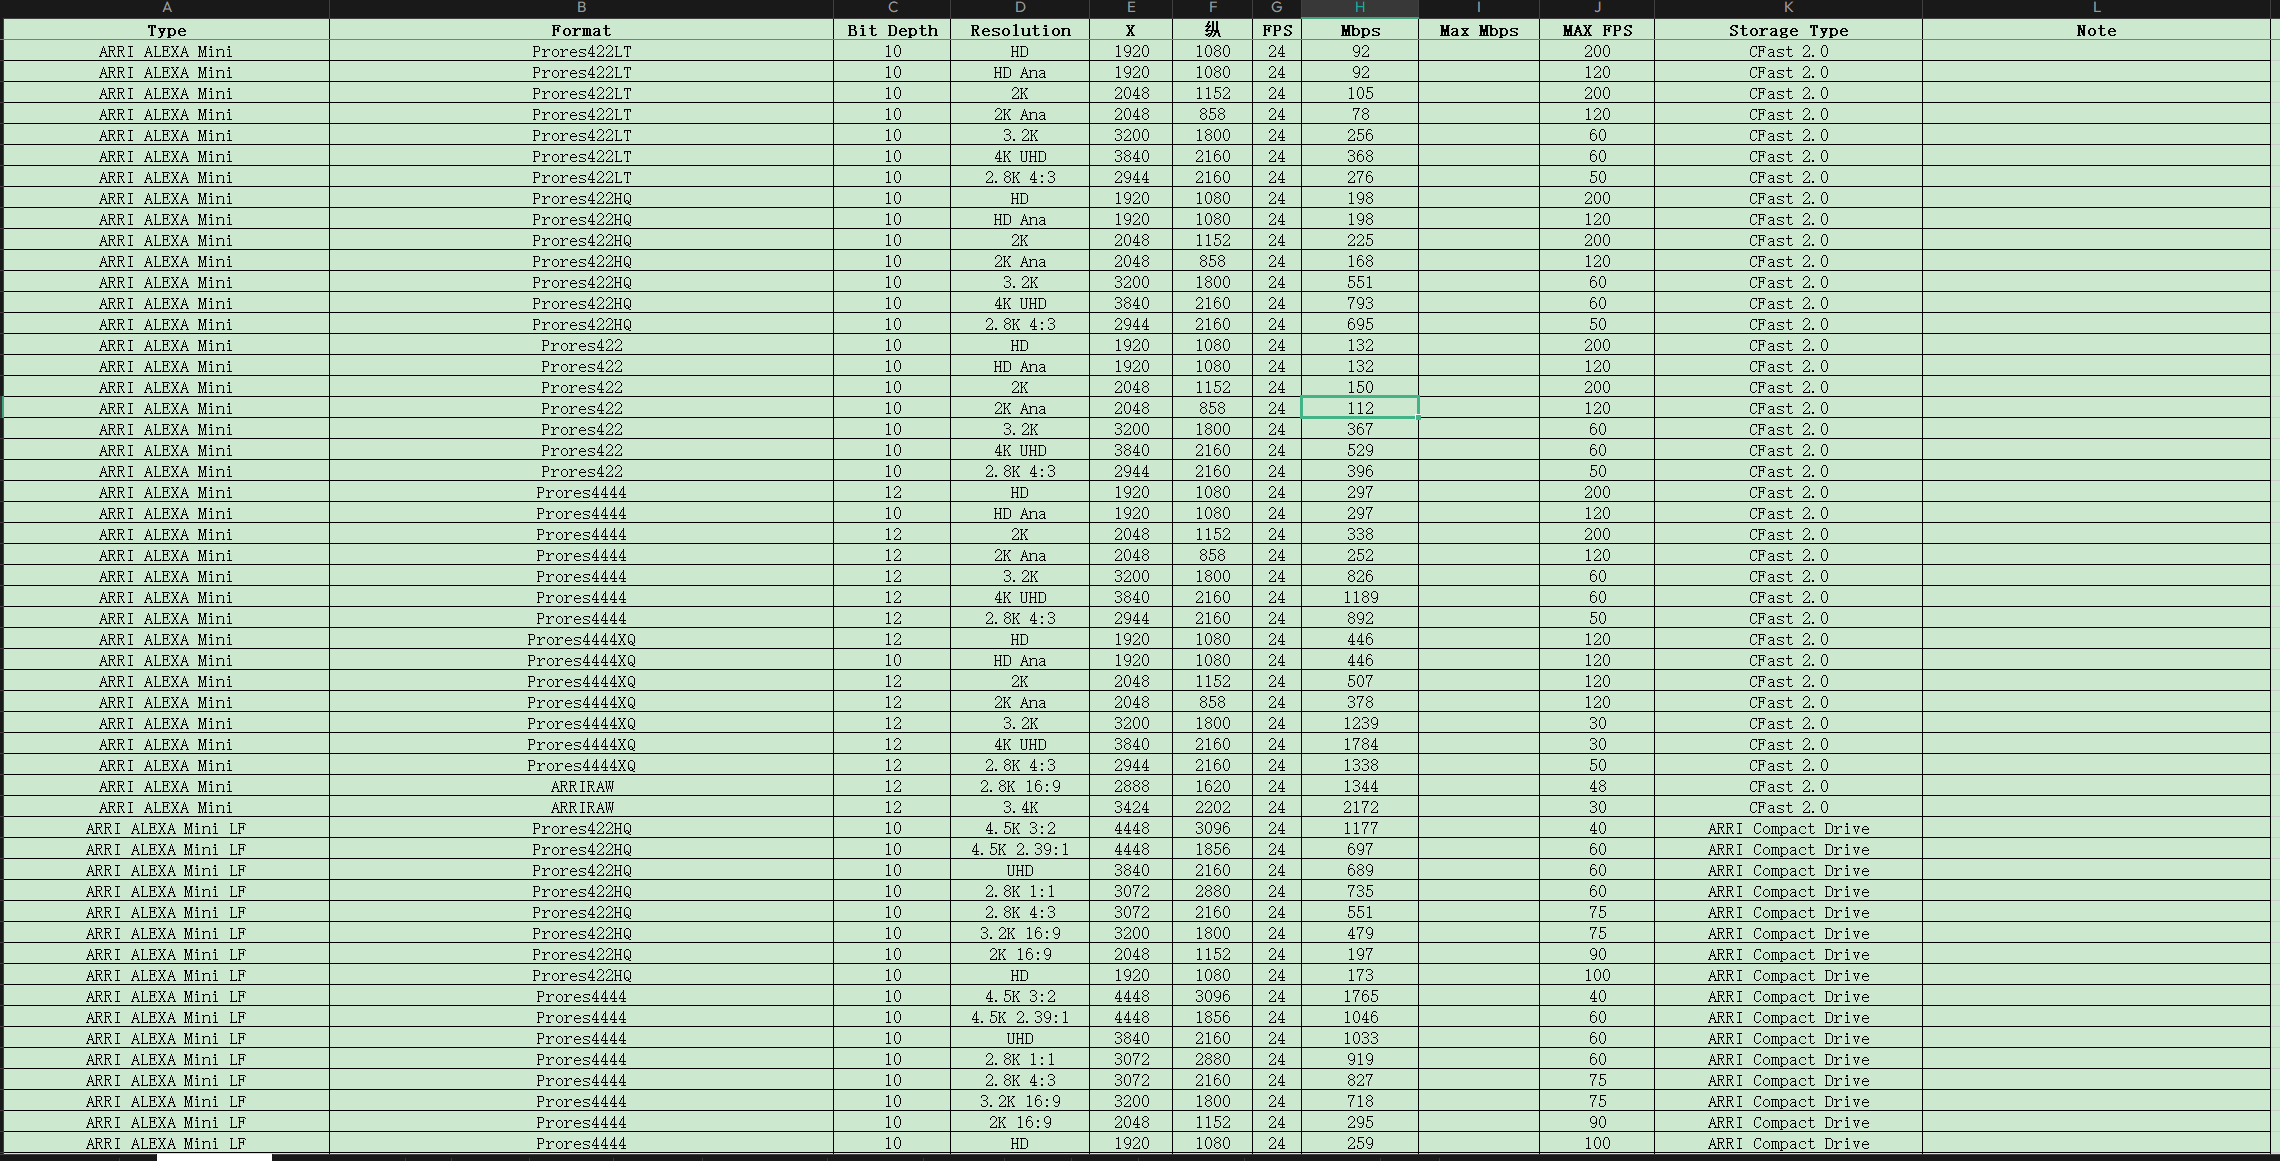 A B C D E F G H I J K L
Type Format Bit Depth Resolution X 纵 FPS Mbps Max Mbps MAX FPS Storage Type Note
ARRI ALEXA Mini Prores422LT 10 HD 1920 1080 24 92 200 CFast 2.0
ARRI ALEXA Mini Prores422LT 10 HD Ana 1920 1080 24 92 120 CFast 2.0
ARRI ALEXA Mini Prores422LT 10 2K 2048 1152 24 105 200 CFast 2.0
ARRI ALEXA Mini Prores422LT 10 2K Ana 2048 858 24 78 120 CFast 2.0
ARRI ALEXA Mini Prores422LT 10 3.2K 3200 1800 24 256 60 CFast 2.0
ARRI ALEXA Mini Prores422LT 10 4K UHD 3840 2160 24 368 60 CFast 2.0
ARRI ALEXA Mini Prores422LT 10 2.8K 4:3 2944 2160 24 276 50 CFast 2.0
ARRI ALEXA Mini Prores422HQ 10 HD 1920 1080 24 198 200 CFast 2.0
ARRI ALEXA Mini Prores422HQ 10 HD Ana 1920 1080 24 198 120 CFast 2.0
ARRI ALEXA Mini Prores422HQ 10 2K 2048 1152 24 225 200 CFast 2.0
ARRI ALEXA Mini Prores422HQ 10 2K Ana 2048 858 24 168 120 CFast 2.0
ARRI ALEXA Mini Prores422HQ 10 3.2K 3200 1800 24 551 60 CFast 2.0
ARRI ALEXA Mini Prores422HQ 10 4K UHD 3840 2160 24 793 60 CFast 2.0
ARRI ALEXA Mini Prores422HQ 10 2.8K 4:3 2944 2160 24 695 50 CFast 2.0
ARRI ALEXA Mini Prores422 10 HD 1920 1080 24 132 200 CFast 2.0
ARRI ALEXA Mini Prores422 10 HD Ana 1920 1080 24 132 120 CFast 2.0
ARRI ALEXA Mini Prores422 10 2K 2048 1152 24 150 200 CFast 2.0
ARRI ALEXA Mini Prores422 10 2K Ana 2048 858 24 112 120 CFast 2.0
ARRI ALEXA Mini Prores422 10 3.2K 3200 1800 24 367 60 CFast 2.0
ARRI ALEXA Mini Prores422 10 4K UHD 3840 2160 24 529 60 CFast 2.0
ARRI ALEXA Mini Prores422 10 2.8K 4:3 2944 2160 24 396 50 CFast 2.0
ARRI ALEXA Mini Prores4444 12 HD 1920 1080 24 297 200 CFast 2.0
ARRI ALEXA Mini Prores4444 10 HD Ana 1920 1080 24 297 120 CFast 2.0
ARRI ALEXA Mini Prores4444 12 2K 2048 1152 24 338 200 CFast 2.0
ARRI ALEXA Mini Prores4444 12 2K Ana 2048 858 24 252 120 CFast 2.0
ARRI ALEXA Mini Prores4444 12 3.2K 3200 1800 24 826 60 CFast 2.0
ARRI ALEXA Mini Prores4444 12 4K UHD 3840 2160 24 1189 60 CFast 2.0
ARRI ALEXA Mini Prores4444 12 2.8K 4:3 2944 2160 24 892 50 CFast 2.0
ARRI ALEXA Mini Prores4444XQ 12 HD 1920 1080 24 446 120 CFast 2.0
ARRI ALEXA Mini Prores4444XQ 10 HD Ana 1920 1080 24 446 120 CFast 2.0
ARRI ALEXA Mini Prores4444XQ 12 2K 2048 1152 24 507 120 CFast 2.0
ARRI ALEXA Mini Prores4444XQ 12 2K Ana 2048 858 24 378 120 CFast 2.0
ARRI ALEXA Mini Prores4444XQ 12 3.2K 3200 1800 24 1239 30 CFast 2.0
ARRI ALEXA Mini Prores4444XQ 12 4K UHD 3840 2160 24 1784 30 CFast 2.0
ARRI ALEXA Mini Prores4444XQ 12 2.8K 4:3 2944 2160 24 1338 50 CFast 2.0
ARRI ALEXA Mini ARRIRAW 12 2.8K 16:9 2888 1620 24 1344 48 CFast 2.0
ARRI ALEXA Mini ARRIRAW 12 3.4K 3424 2202 24 2172 30 CFast 2.0
ARRI ALEXA Mini LF Prores422HQ 10 4.5K 3:2 4448 3096 24 1177 40 ARRI Compact Drive
ARRI ALEXA Mini LF Prores422HQ 10 4.5K 2.39:1 4448 1856 24 697 60 ARRI Compact Drive
ARRI ALEXA Mini LF Prores422HQ 10 UHD 3840 2160 24 689 60 ARRI Compact Drive
ARRI ALEXA Mini LF Prores422HQ 10 2.8K 1:1 3072 2880 24 735 60 ARRI Compact Drive
ARRI ALEXA Mini LF Prores422HQ 10 2.8K 4:3 3072 2160 24 551 75 ARRI Compact Drive
ARRI ALEXA Mini LF Prores422HQ 10 3.2K 16:9 3200 1800 24 479 75 ARRI Compact Drive
ARRI ALEXA Mini LF Prores422HQ 10 2K 16:9 2048 1152 24 197 90 ARRI Compact Drive
ARRI ALEXA Mini LF Prores422HQ 10 HD 1920 1080 24 173 100 ARRI Compact Drive
ARRI ALEXA Mini LF Prores4444 10 4.5K 3:2 4448 3096 24 1765 40 ARRI Compact Drive
ARRI ALEXA Mini LF Prores4444 10 4.5K 2.39:1 4448 1856 24 1046 60 ARRI Compact Drive
ARRI ALEXA Mini LF Prores4444 10 UHD 3840 2160 24 1033 60 ARRI Compact Drive
ARRI ALEXA Mini LF Prores4444 10 2.8K 1:1 3072 2880 24 919 60 ARRI Compact Drive
ARRI ALEXA Mini LF Prores4444 10 2.8K 4:3 3072 2160 24 827 75 ARRI Compact Drive
ARRI ALEXA Mini LF Prores4444 10 3.2K 16:9 3200 1800 24 718 75 ARRI Compact Drive
ARRI ALEXA Mini LF Prores4444 10 2K 16:9 2048 1152 24 295 90 ARRI Compact Drive
ARRI ALEXA Mini LF Prores4444 10 HD 1920 1080 24 259 100 ARRI Compact Drive